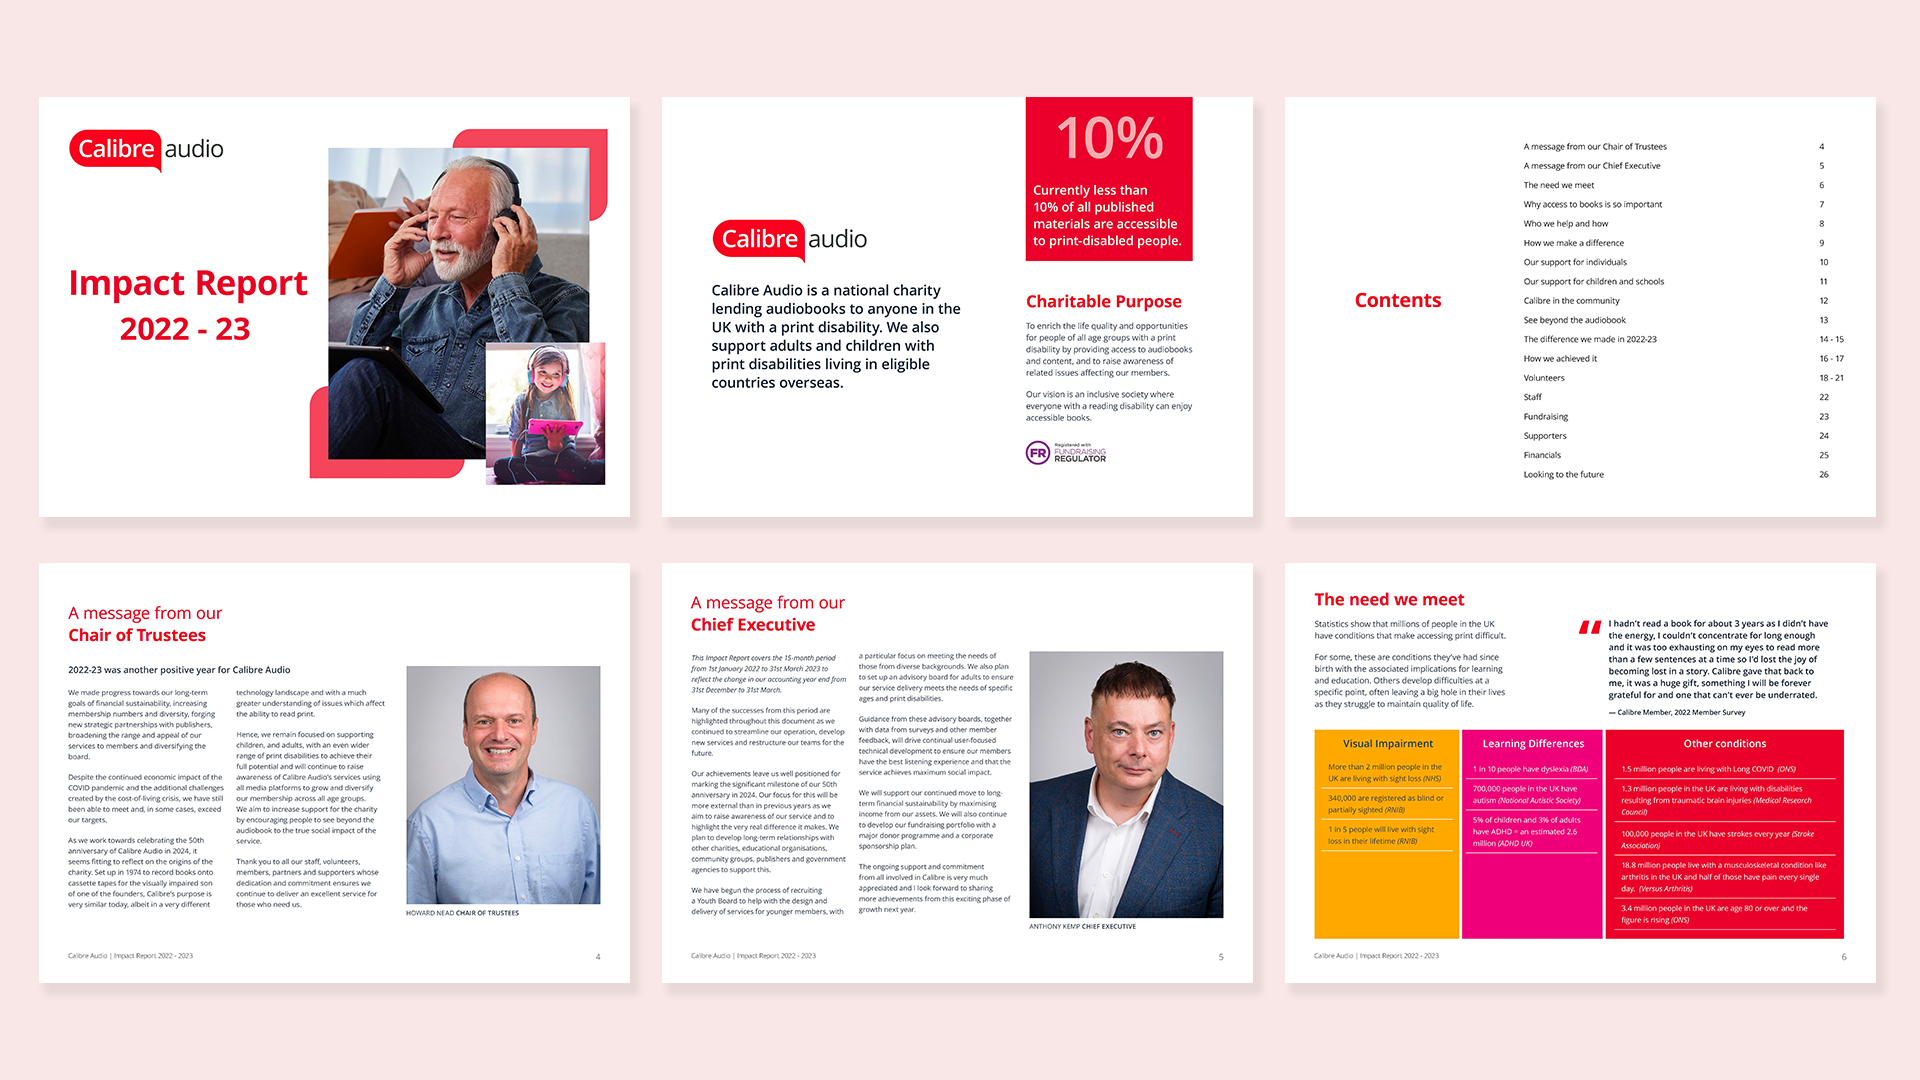 Calibre audio
Impact Report
2022 - 23
Calibre audio
Calibre Audio is a national charity
lending audiobooks to anyone in the
UK with a print disability. We also
support adults and children with
print disabilities living in eligible
countries overseas.
10%
Currently less than
10% of all published
materials are accessible
to print-disabled people.
Charitable Purpose
To enrich the life quality and opportunities
for people of all age groups with a print
disability by providing access to audiobooks
and content, and to raise awareness of
related issues affecting our members.
Our vision is an inclusive society where
everyone with a reading disability can enjoy
accessible books.
FR
Registered with
FUNDRAISING
REGULATOR
Contents
A message from our Chair of Trustees 4
A message from our Chief Executive 5
The need we meet 6
Why access to books is so important 7
Who we help and how 8
How we make a difference 9
Our support for individuals 10
Our support for children and schools 11
Calibre in the community 12
See beyond the audiobook 13
The difference we made in 2022-23 14 - 15
How we achieved it 16 - 17
Volunteers 18 - 21
Staff 22
Fundraising 23
Supporters 24
Financials 25
Looking to the future 26
A message from our
Chair of Trustees
2022-23 was another positive year for Calibre Audio
We made progress towards our long-term
goals of financial sustainability, increasing
membership numbers and diversity, forging
new strategic partnerships with publishers,
broadening the range and appeal of our
services to members and diversifying the
board.
Despite the continued economic impact of the
COVID pandemic and the additional challenges
created by the cost-of-living crisis, we have still
been able to meet and, in some cases, exceed
our targets.
As we work towards celebrating the 50th
anniversary of Calibre Audio in 2024, it
seems fitting to reflect on the origins of the
charity. Set up in 1974 to record books onto
cassette tapes for the visually impaired son
of one of the founders, Calibre's purpose is
very similar today, albeit in a very different
technology landscape and with a much
greater understanding of issues which affect
the ability to read print.
Hence, we remain focused on supporting
children, and adults, with an even wider
range of print disabilities to achieve their
full potential and will continue to raise
awareness of Calibre Audio's services using
all media platforms to grow and diversify
our membership across all age groups.
We aim to increase support for the charity
by encouraging people to see beyond the
audiobook to the true social impact of the
service.
Thank you to all our staff, volunteers,
members, partners and supporters whose
dedication and commitment ensures we
continue to deliver an excellent service for
those who need us.
HOWARD NEAD CHAIR OF TRUSTEES
Calibre Audio | Impact Report 2022 - 2023
4
A message from our
Chief Executive
This Impact Report covers the 15-month period
from 1st January 2022 to 31st March 2023 to
reflect the change in our accounting year end from
31st December to 31st March.
Many of the successes from this period are
highlighted throughout this document as we
continued to streamline our operation, develop
new services and restructure our teams for the
future.
Our achievements leave us well positioned for
marking the significant milestone of our 50th
anniversary in 2024. Our focus for this will be
more external than in previous years as we
aim to raise awareness of our service and to
highlight the very real difference it makes. We
plan to develop long-term relationships with
other charities, educational organisations,
community groups, publishers and government
agencies to support this.
We have begun the process of recruiting
a Youth Board to help with the design and
delivery of services for younger members, with
a particular focus on meeting the needs of
those from diverse backgrounds. We also plan
to set up an advisory board for adults to ensure
our service delivery meets the needs of specific
ages and print disabilities.
Guidance from these advisory boards, together
with data from surveys and other member
feedback, will drive continual user-focused
technical development to ensure our members
have the best listening experience and that the
service achieves maximum social impact.
We will support our continued move to long-
term financial sustainability by maximising
income from our assets. We will also continue
to develop our fundraising portfolio with a
major donor programme and a corporate
sponsorship plan.
The ongoing support and commitment
from all involved in Calibre is very much
appreciated and I look forward to sharing
more achievements from this exciting phase of
growth next year.
ANTHONY KEMP CHIEF EXECUTIVE
Calibre Audio | Impact Report 2022 - 2023
5
The need we meet
Statistics show that millions of people in the UK
have conditions that make accessing print difficult.
For some, these are conditions they've had since
birth with the associated implications for learning
and education. Others develop difficulties at a
specific point, often leaving a big hole in their lives
as they struggle to maintain quality of life.
I hadn't read a book for about 3 years as I didn't have
the energy, I couldn't concentrate for long enough
and it was too exhausting on my eyes to read more
than a few sentences at a time so I'd lost the joy of
becoming lost in a story. Calibre gave that back to
me, it was a huge gift, something I will be forever
grateful for and one that can't ever be underrated.
— Calibre Member, 2022 Member Survey
Visual Impairment
More than 2 million people in the
UK are living with sight loss (NHS)
340,000 are registered as blind or
partially sighted (RNIB)
1 in 5 people will live with sight
loss in their lifetime (RNIB)
Learning Differences
1 in 10 people have dyslexia (BDA)
700,000 people in the UK have
autism (National Autistic Society)
5% of children and 3% of adults
have ADHD = an estimated 2.6
million (ADHD UK)
Other conditions
1.5 million people are living with Long COVID (ONS)
1.3 million people in the UK are living with disabilities
resulting from traumatic brain injuries (Medical Research
Council)
100,000 people in the UK have strokes every year (Stroke
Association)
18.8 million people live with a musculoskeletal condition like
arthritis in the UK and half of those have pain every single
day. (Versus Arthritis)
3.4 million people in the UK are age 80 or over and the
figure is rising (ONS)
Calibre Audio | Impact Report 2022 - 2023
6